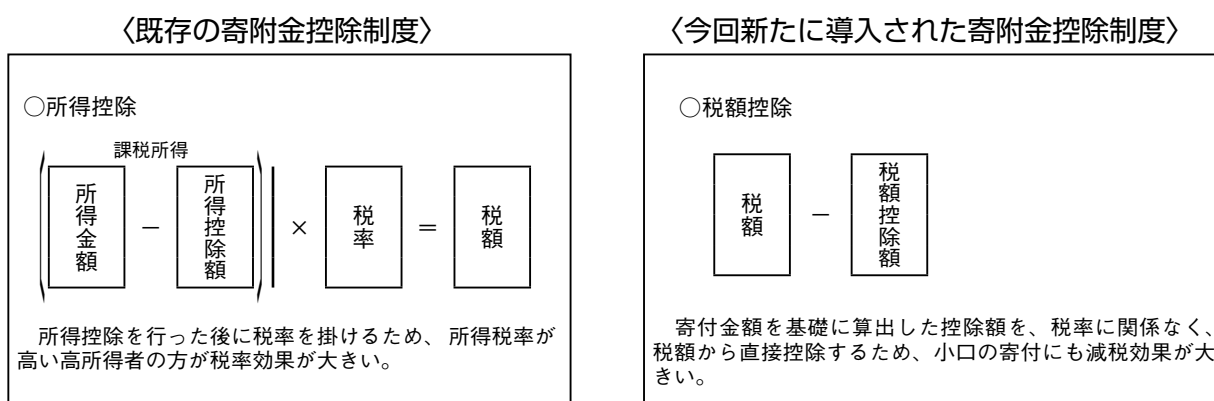 〈既存の寄附金控除制度〉
○所得控除
課税所得
所得金額 － 所得控除額 × 税率 ＝ 税額
所得控除を行った後に税率を掛けるため、 所得税率が
高い高所得者の方が税率効果が大きい。
〈今回新たに導入された寄附金控除制度〉
○税額控除
税額 － 税額控除額
寄付金額を基礎に算出した控除額を、税率に関係なく、
税額から直接控除するため、小口の寄付にも減税効果が大
きい。